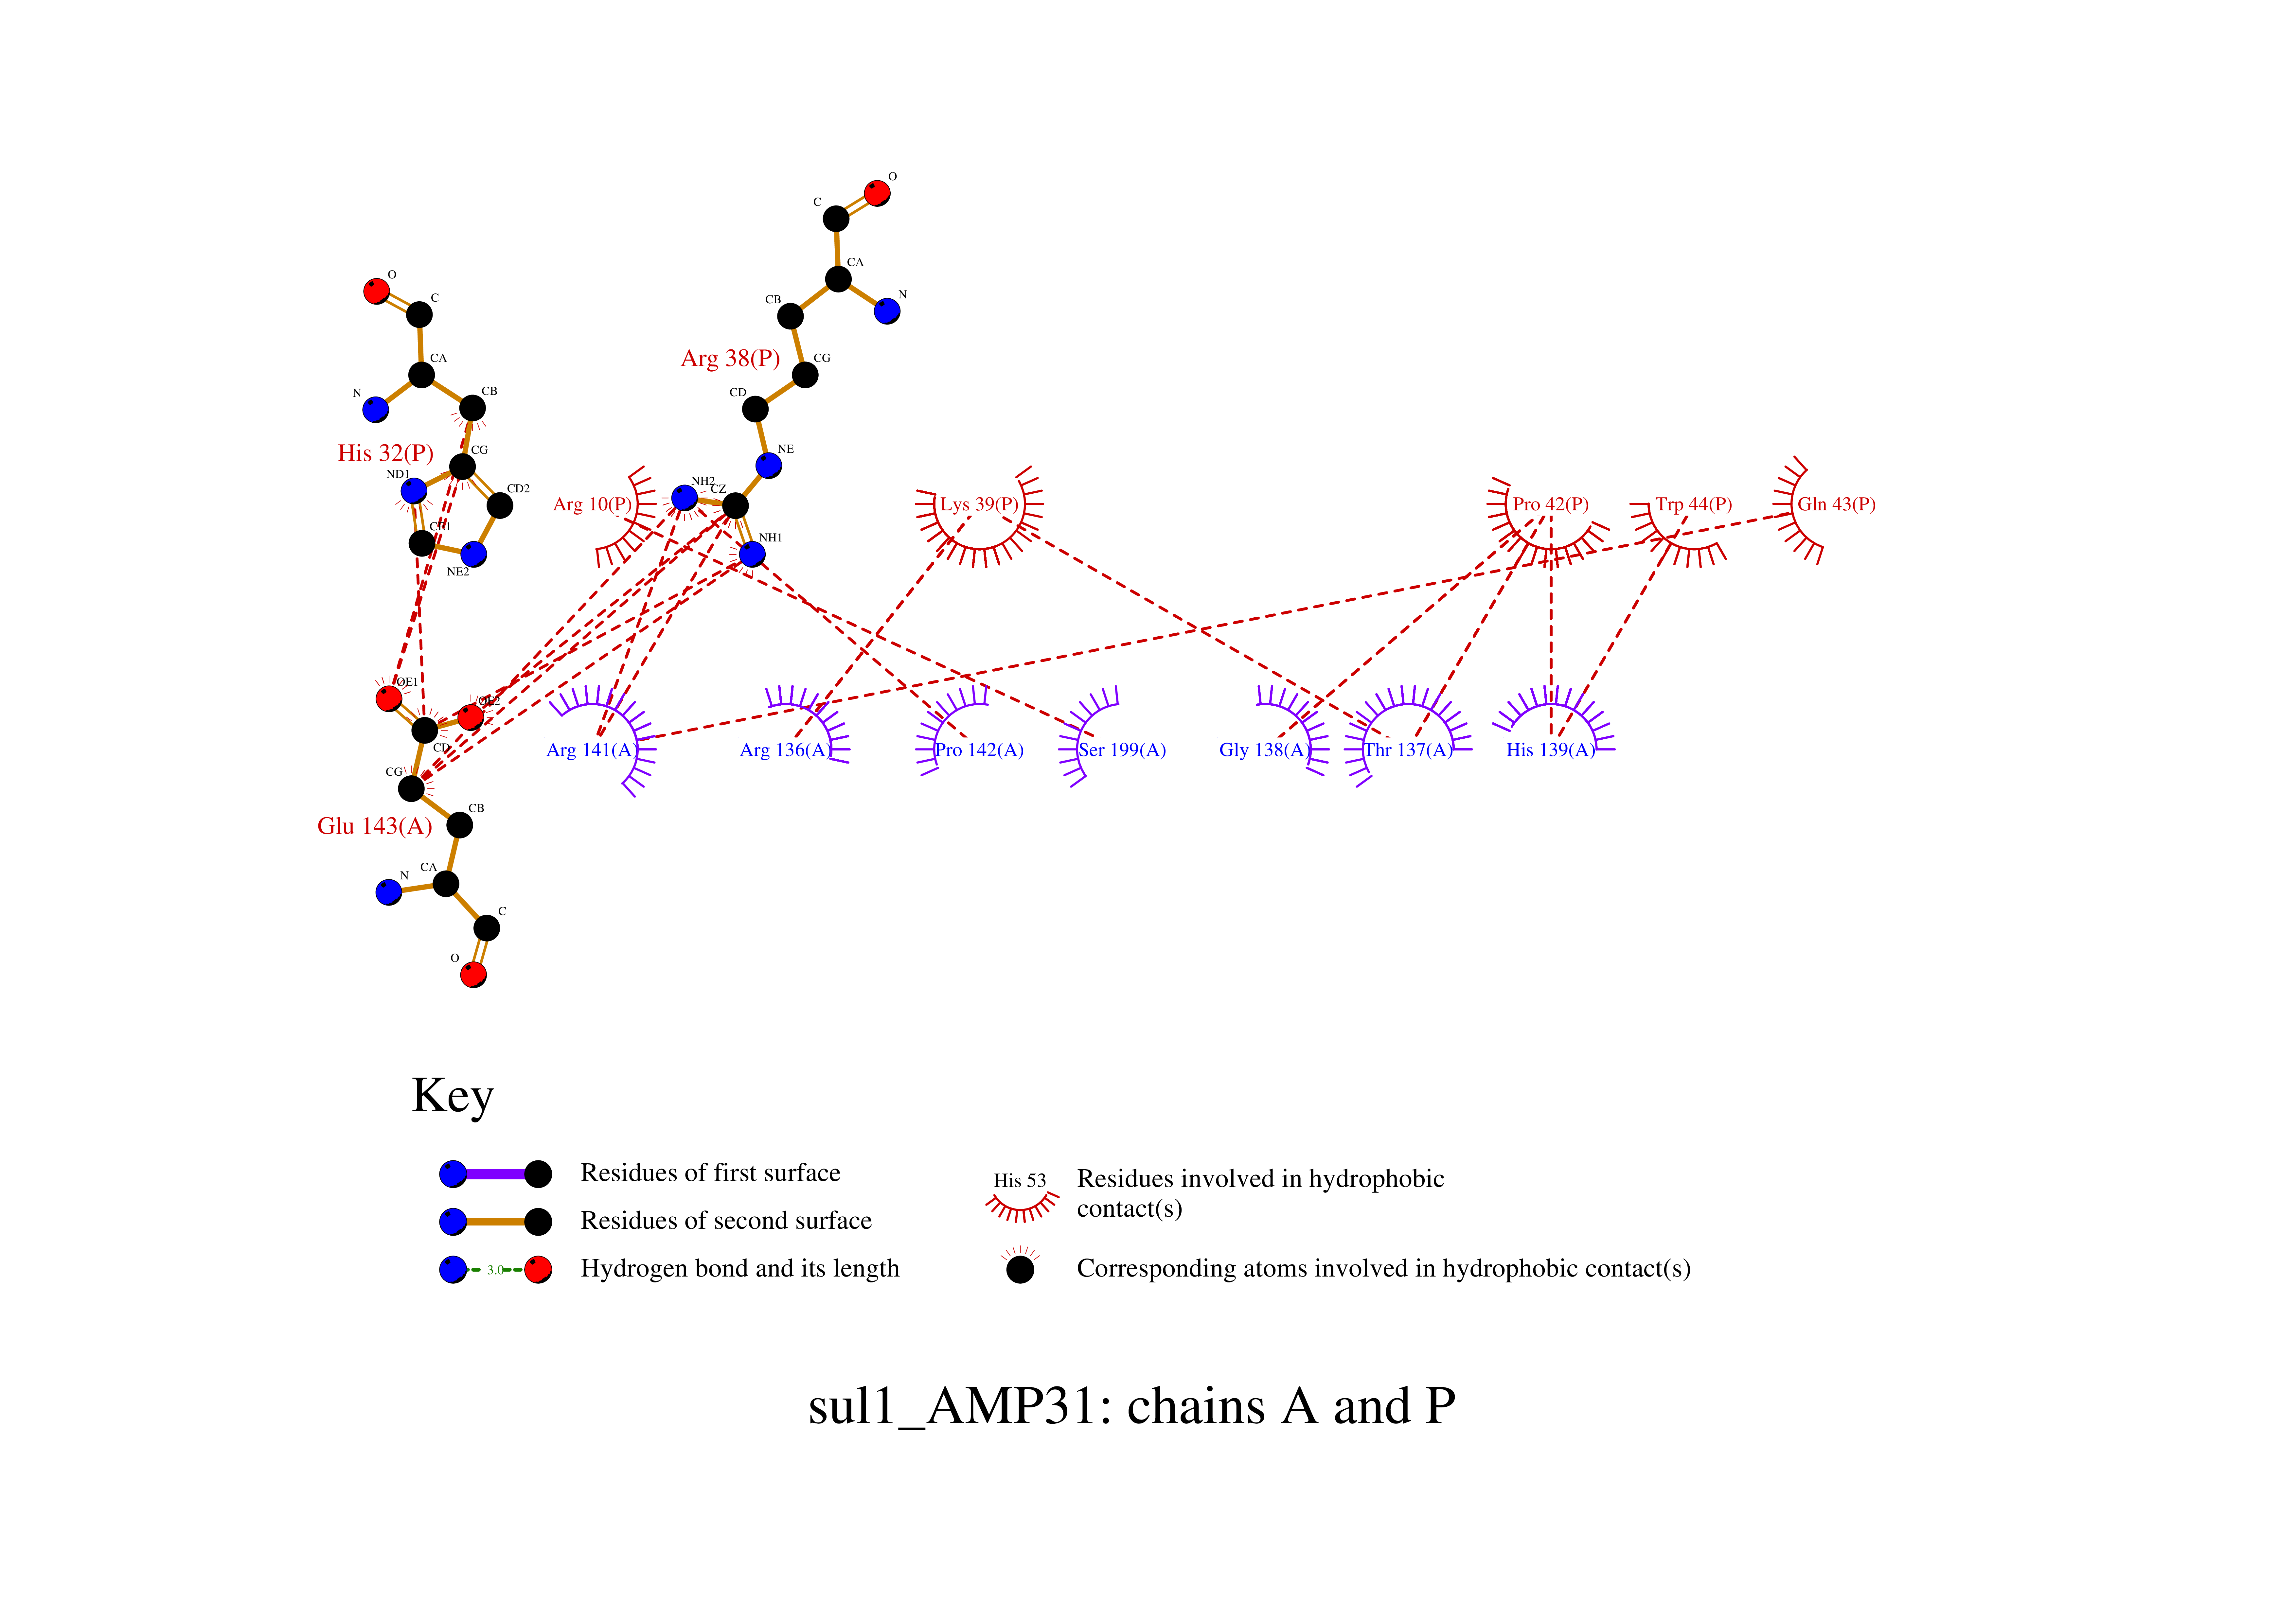 O
C
CA
CB
N
Arg 38(P)
CG
CD
NE
NH2
CZ
NH1
O
C
CA
N
CB
His 32(P)
CG
ND1
CD2
CE1
NE2
Arg 10(P)
Lys 39(P)
Pro 42(P)
Trp 44(P)
Gln 43(P)
OE1
OE2
CD
CG
Glu 143(A)
CB
CA
N
C
O
Arg 141(A)
Arg 136(A)
Pro 142(A)
Ser 199(A)
Gly 138(A)
Thr 137(A)
His 139(A)
Key
Residues of first surface
Residues of second surface
3.0
Hydrogen bond and its length
His 53
Residues involved in hydrophobic
contact(s)
Corresponding atoms involved in hydrophobic contact(s)
sul1_AMP31: chains A and P